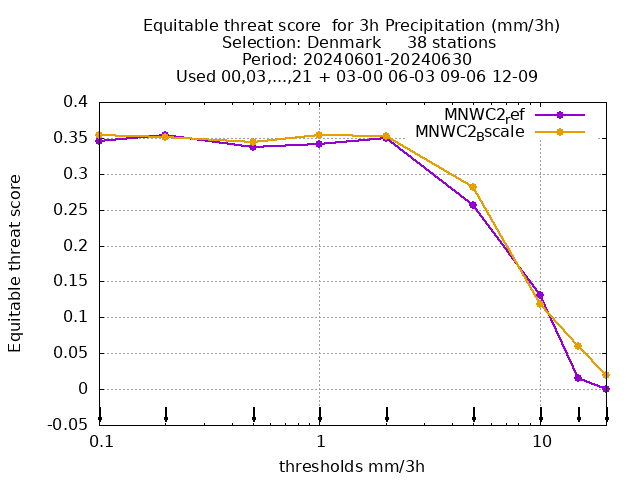 Equitable threat score  for 3h Precipitation (mm/3h)
Selection: Denmark     38 stations
Period: 20240601-20240630
Used 00,03,...,21 + 03-00 06-03 09-06 12-09
MNWC2ref
MNWC2Bscale
0.4
0.35
0.3
0.25
0.2
0.15
0.1
0.05
0
-0.05
0.1
1
10
Equitable threat score
thresholds mm/3h